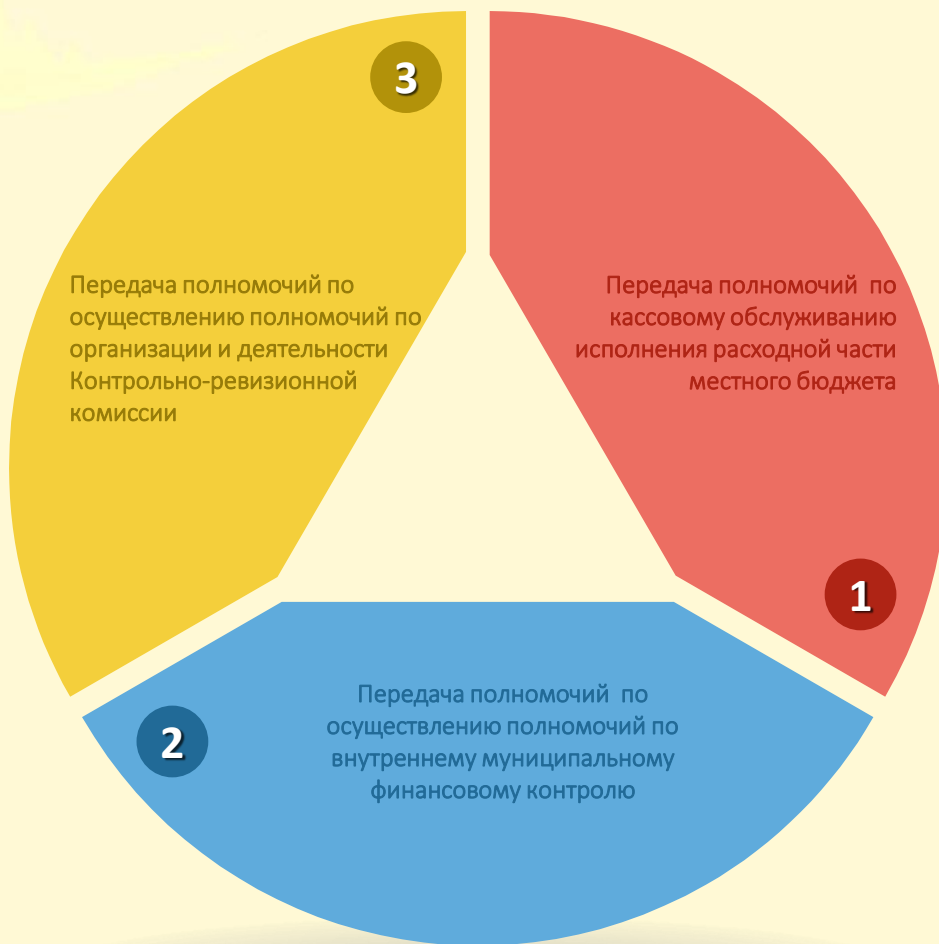 3
Передача полномочий по
осуществлению полномочий по
организации и деятельности
Контрольно-ревизионной
комиссии
Передача полномочий по
кассовому обслуживанию
исполнения расходной части
местного бюджета
1
2
Передача полномочий по
осуществлению полномочий по
внутреннему муниципальному
финансовому контролю